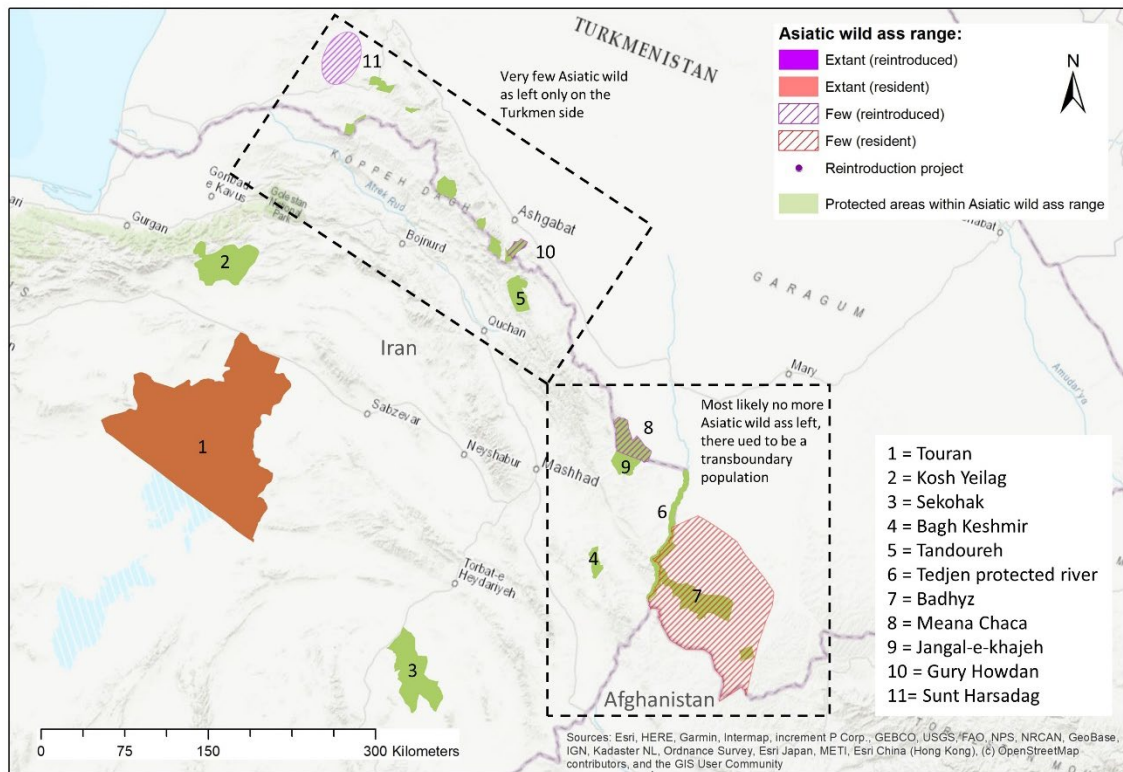 TURKMENISTAN
Asiatic wild ass range:
Extant (reintroduced)
Extant (resident)
Few (reintroduced)
Few (resident)
Reintroduction project
Protected areas within Asiatic wild ass range
N
11
Very few Asiatic wild
as left only on the
Turkmen side
KOPPEH DAGH
Gonbad-
e Kavus
Golestan
National
Park
Atrek Rud
Ashgabat
Gurgan
Bojnurd
10
2
5
GARAGUM
Quchan
Iran
Mary
Amudar'ya
Sabzevar
Most likely no more
Asiatic wild ass left,
there ued to be a
transboundary
population
8
1
Neyshabur
Mashhad
9
6
4
Torbat-e
Heydariyeh
7
3
Afghanistan
1 = Touran
2 = Kosh Yeilag
3 = Sekohak
4 = Bagh Keshmir
5 = Tandoureh
6 = Tedjen protected river
7 = Badhyz
8 = Meana Chaca
9 = Jangal-e-khajeh
10 = Gury Howdan
11= Sunt Harsadag
0 75 150 300 Kilometers
Sources: Esri, HERE, Garmin, Intermap, increment P Corp., GEBCO, USGS, FAO, NPS, NRCAN, GeoBase,
IGN, Kadaster NL, Ordnance Survey, Esri Japan, METI, Esri China (Hong Kong), (c) OpenStreetMap
contributors, and the GIS User Community